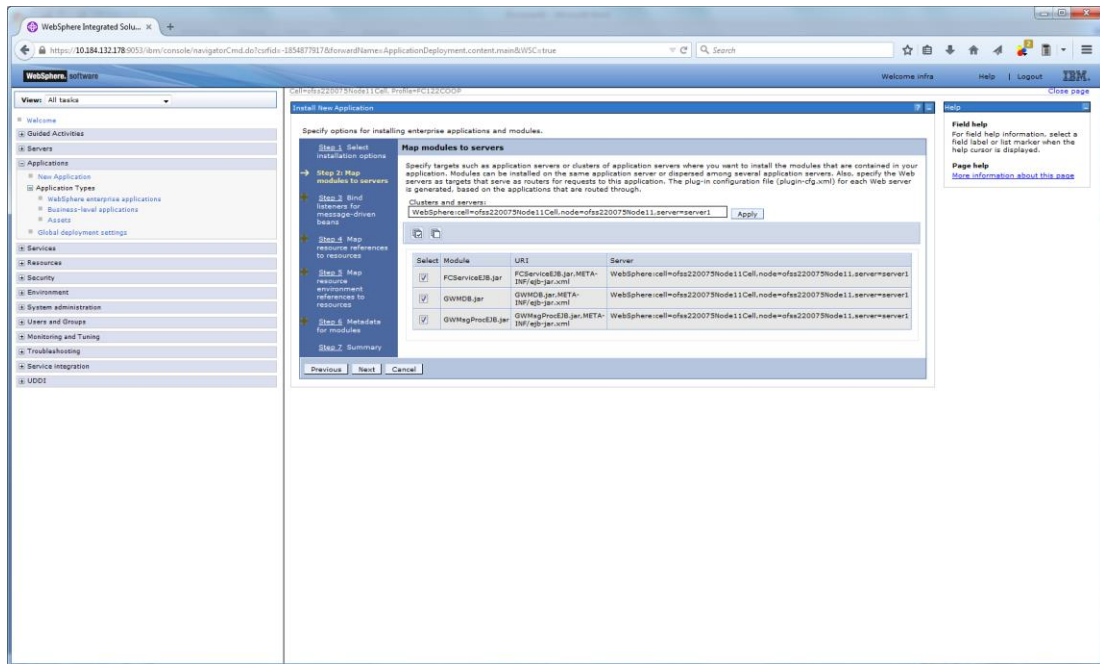 WebSphere Integrated Solu... × +
https://10.184.132.178:9053/ibm/console/navigatorCmd.do?csrfid=-1854877917&forwardName=ApplicationDeployment.content.main&WSC=true
Search
WebSphere. software
Welcome infra Help | Logout IBM.
View: All tasks
Welcome
Guided Activities
Servers
Applications
New Application
Application Types
WebSphere enterprise applications
Business-level applications
Assets
Global deployment settings
Services
Resources
Security
Environment
System administration
Users and Groups
Monitoring and Tuning
Troubleshooting
Service integration
UDDI
Cell=ofss220075Node11Cell, Profile=FC122COOP
Close page
Install New Application
Specify options for installing enterprise applications and modules.
Step 1 Select
installation options
Step 2: Map
modules to servers
Step 3 Bind
listeners for
message-driven
beans
Step 4 Map
resource references
to resources
Step 5 Map
resource
environment
references to
resources
Step 6 Metadata
for modules
Step 7 Summary
Map modules to servers
Specify targets such as application servers or clusters of application servers where you want to install the modules that are contained in your
application. Modules can be installed on the same application server or dispersed among several application servers. Also, specify the Web
servers as targets that serve as routers for requests to this application. The plug-in configuration file (plugin-cfg.xml) for each Web server
is generated, based on the applications that are routed through.
Clusters and servers:
WebSphere:cell=ofss220075Node11Cell,node=ofss220075Node11,server=server1
Apply
Select Module URI Server
FCServiceEJB.jar FCServiceEJB.jar,META-INF/ejb-jar.xml WebSphere:cell=ofss220075Node11Cell,node=ofss220075Node11,server=server1
GWMDB.jar GWMDB.jar,META-INF/ejb-jar.xml WebSphere:cell=ofss220075Node11Cell,node=ofss220075Node11,server=server1
GWMsgProcEJB.jar GWMsgProcEJB.jar,META-INF/ejb-jar.xml WebSphere:cell=ofss220075Node11Cell,node=ofss220075Node11,server=server1
Previous Next Cancel
Help
Field help
For field help information, select a
field label or list marker when the
help cursor is displayed.
Page help
More information about this page